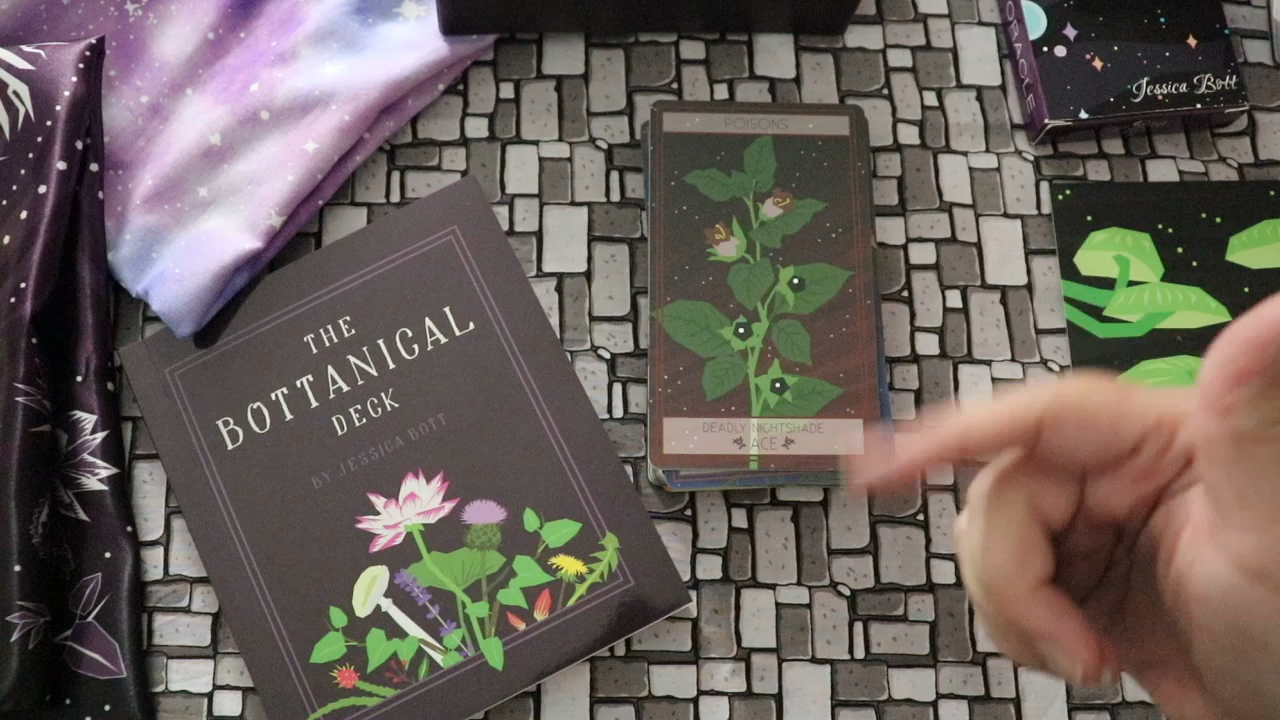 THE
BOTTANICAL
DECK
BY JESSICA BOTT
POISONS
DEADLY NIGHTSHADE
ACE
ORACLE
Jessica Bott